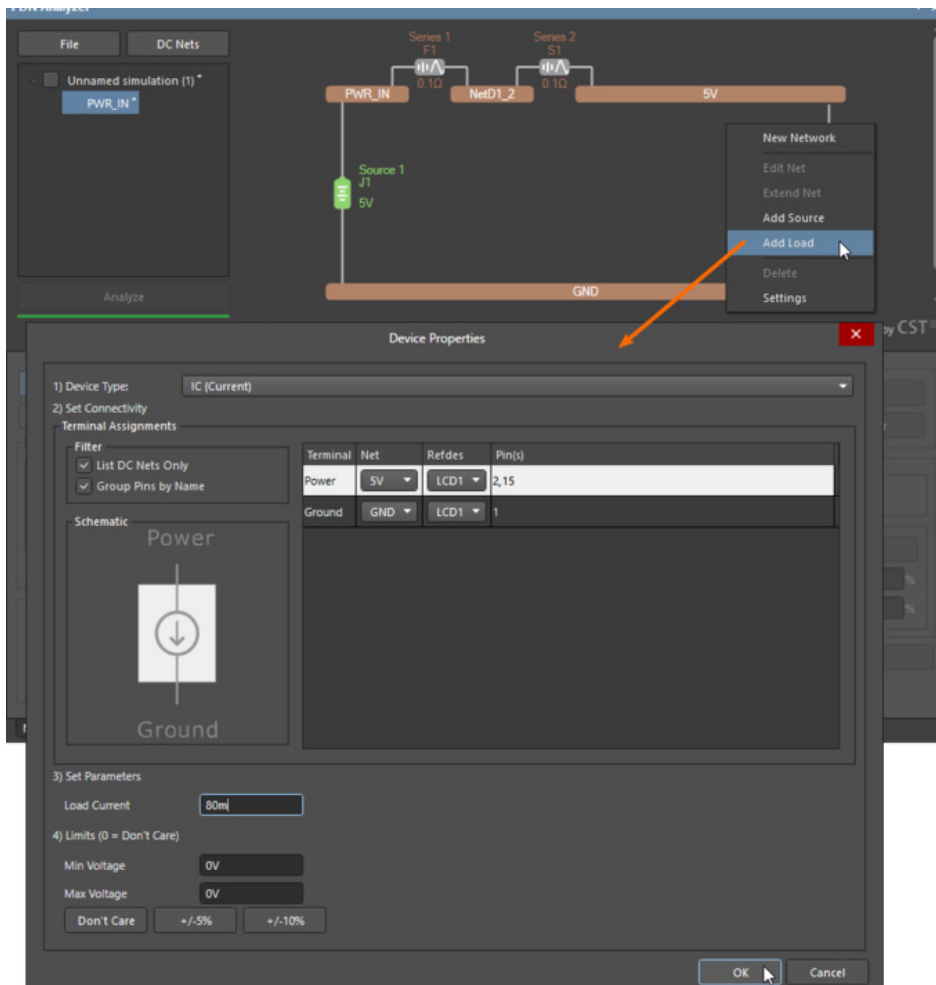 PDN Analyzer
File
DC Nets
Unnamed simulation (1) *
PWR_IN *
Analyze
Series 1
F1
0.1Ω
Series 2
S1
0.1Ω
PWR_IN
NetD1_2
5V
Source 1
J1
5V
GND
New Network
Edit Net
Extend Net
Add Source
Add Load
Delete
Settings
by CST®
Device Properties
1) Device Type:
IC (Current)
2) Set Connectivity
Terminal Assignments
Filter
List DC Nets Only
Group Pins by Name
Schematic
Power
Ground
Terminal Net Refdes Pin(s)
Power 5V LCD1 2,15
Ground GND LCD1 1
%
%
3) Set Parameters
Load Current 80m
4) Limits (0 = Don't Care)
Min Voltage 0V
Max Voltage 0V
Don't Care +/-5% +/-10%
OK Cancel